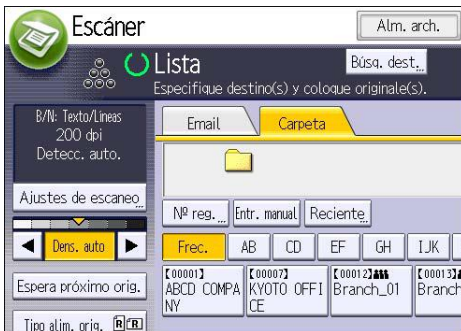 Escáner
Alm. arch.
Lista
Búsq. dest.
Especifique destino(s) y coloque originale(s).
B/N: Texto/Líneas
200 dpi
Detecc. auto.
Email
Carpeta
Ajustes de escaneo
Nº reg.
Entr. manual
Reciente
Dens. auto
Frec.
AB
CD
EF
GH
IJK
Espera próximo orig.
[00001]
ABCD COMPA
NY
[00007]
KYOTO OFFI
CE
[00012]
Branch_01
[00013]
Branch
Tipo alim. orig.